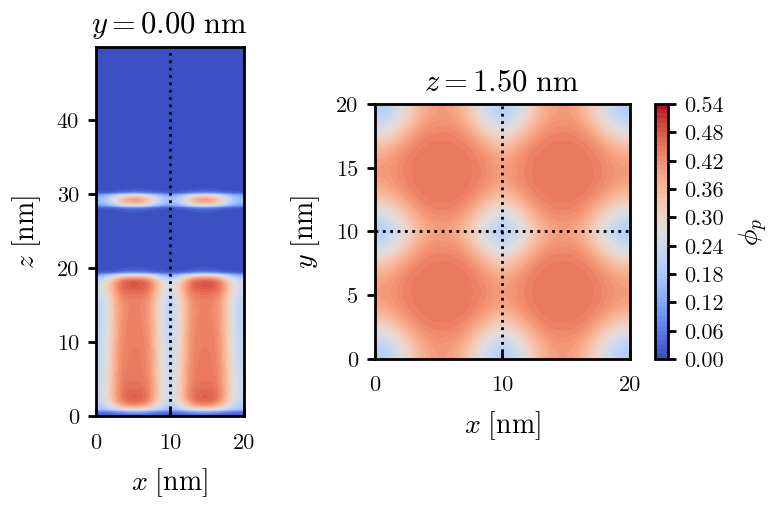 y = 0.00 nm
40
30
20
10
0
z [nm]
0 10 20
x [nm]
z = 1.50 nm
20
15
10
5
0
y [nm]
0 10 20
x [nm]
0.54
0.48
0.42
0.36
0.30
0.24
0.18
0.12
0.06
0.00
ϕₚ